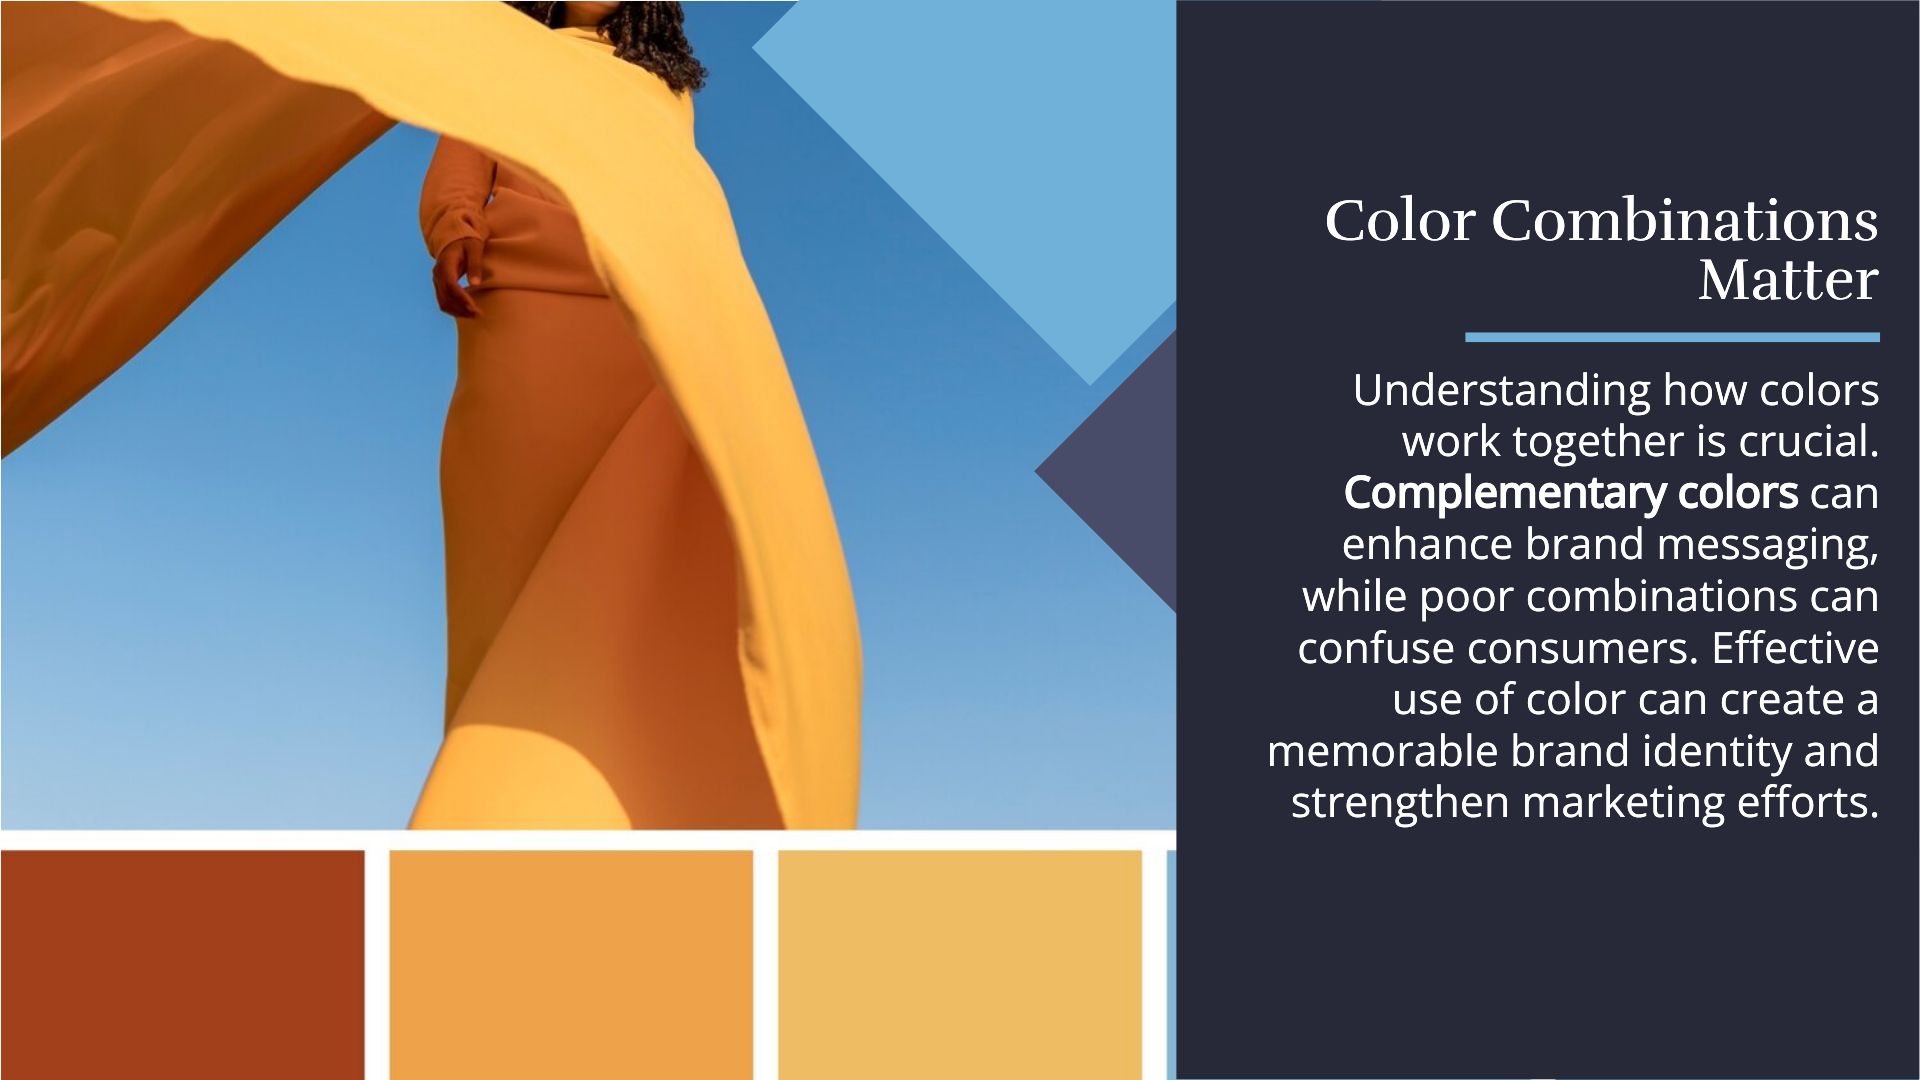 Color Combinations
Matter
Understanding how colors
work together is crucial.
Complementary colors can
enhance brand messaging,
while poor combinations can
confuse consumers. Effective
use of color can create a
memorable brand identity and
strengthen marketing efforts.